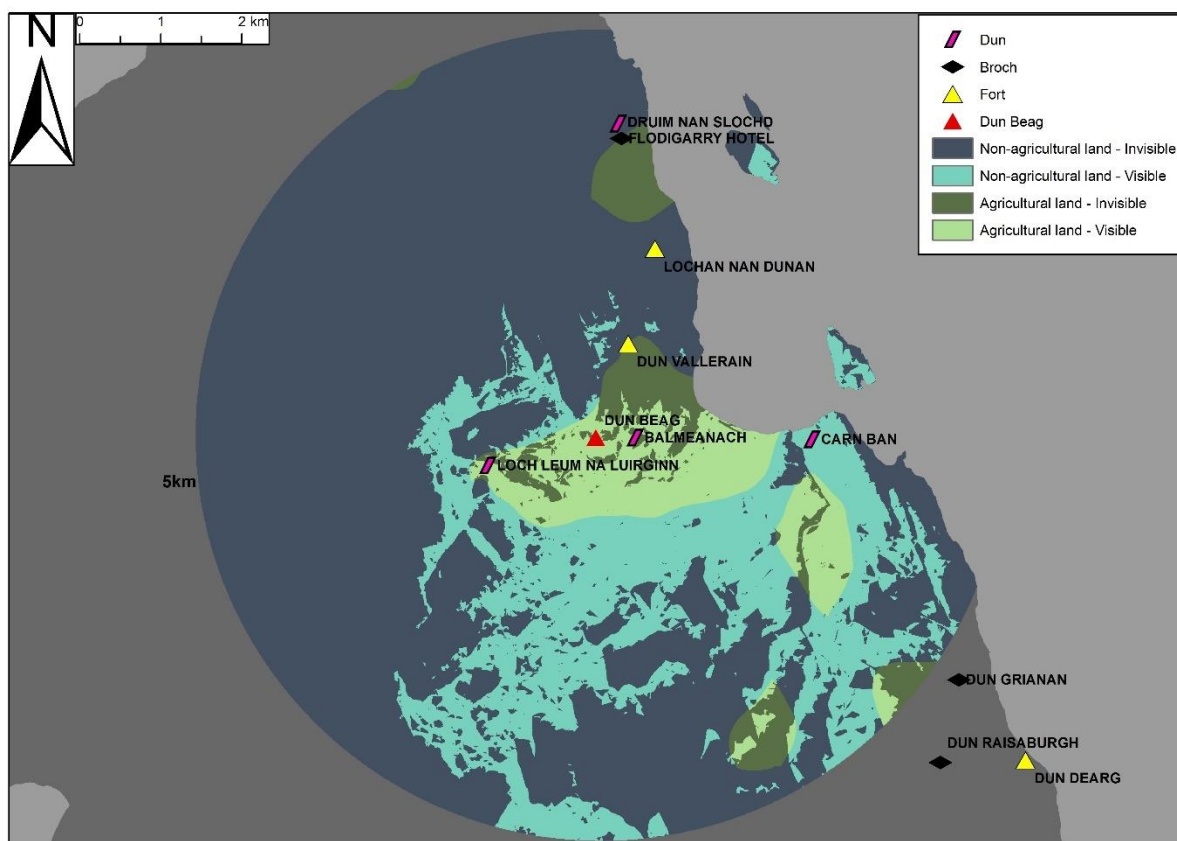 N
0 1 2 km
Dun
Broch
Fort
Dun Beag
Non-agricultural land - Invisible
Non-agricultural land - Visible
Agricultural land - Invisible
Agricultural land - Visible
DRUIM NAN SLOCHD
FLODIGARRY HOTEL
LOCHAN NAN DUNAN
DUN VALLERAIN
DUN BEAG
BALMEANACH
CARN BAN
LOCH LEUM NA LUIRGINN
5km
DUN GRIANAN
DUN RAISABURGH
DUN DEARG